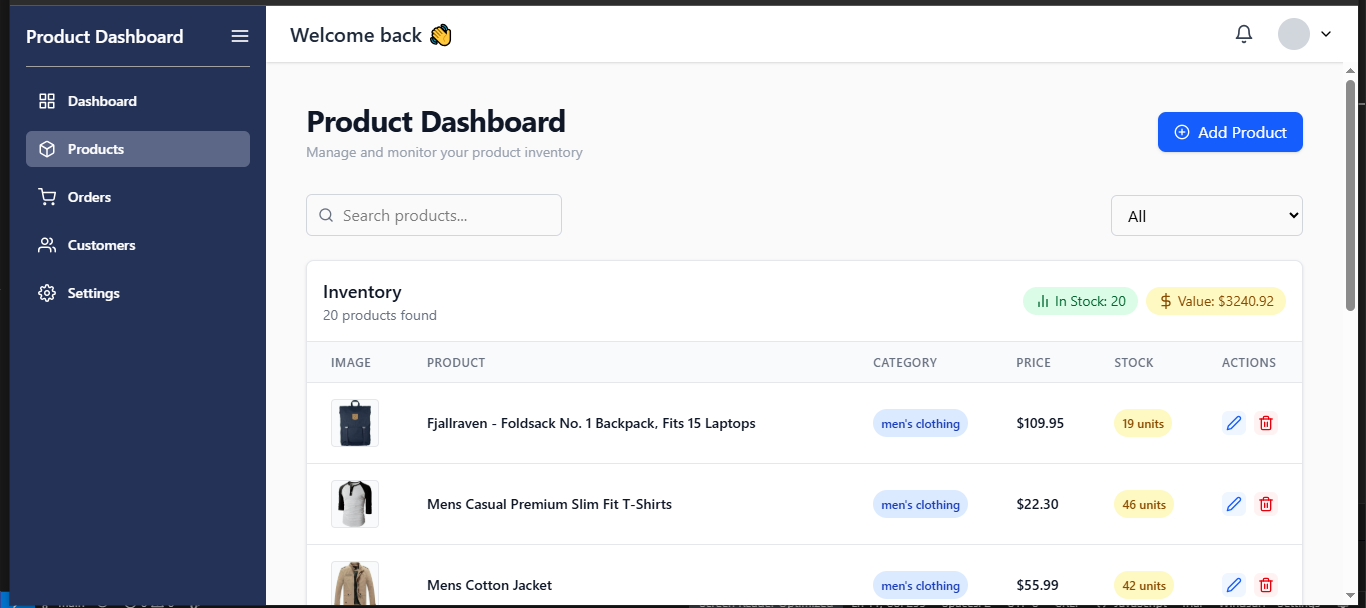 Product Dashboard
Welcome back 👋
Dashboard
Products
Orders
Customers
Settings
Product Dashboard
Manage and monitor your product inventory
Add Product
Search products...
All
Inventory
20 products found
In Stock: 20
Value: $3240.92
IMAGE PRODUCT CATEGORY PRICE STOCK ACTIONS
Fjallraven - Foldsack No. 1 Backpack, Fits 15 Laptops men's clothing $109.95 19 units
Mens Casual Premium Slim Fit T-Shirts men's clothing $22.30 46 units
Mens Cotton Jacket men's clothing $55.99 42 units